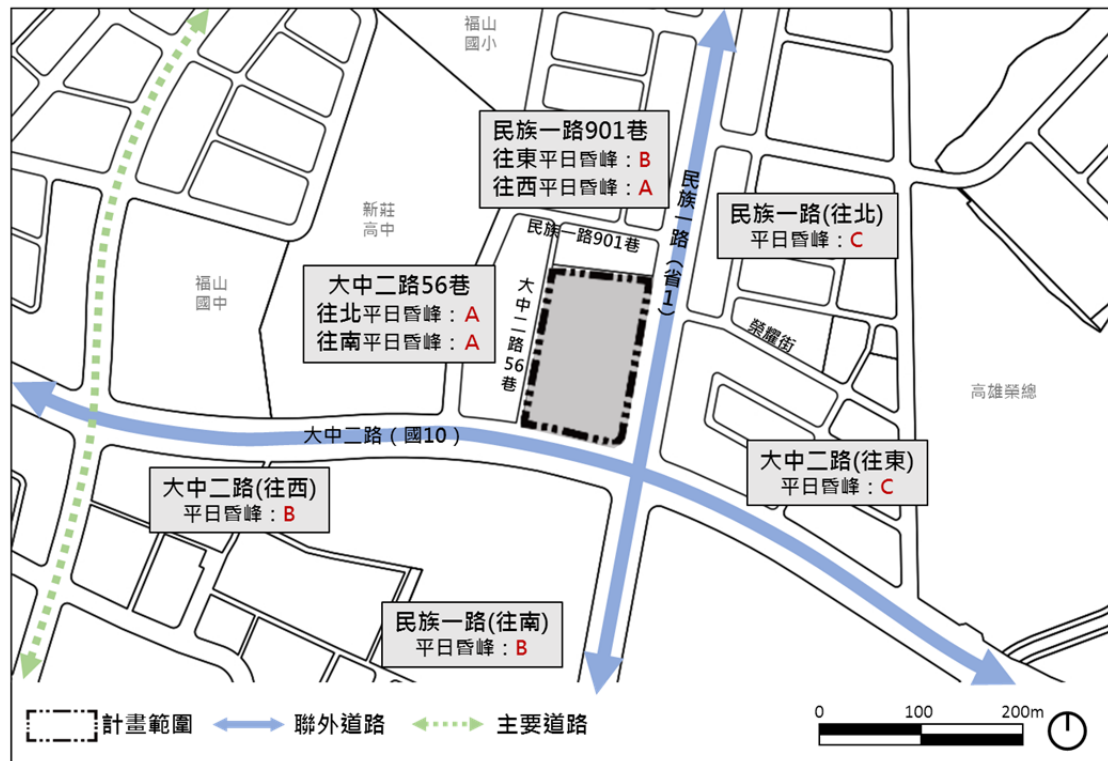 福山
國小
民族一路901巷
往東平日昏峰：B
往西平日昏峰：A
新莊
高中
民族一路（省1）
民族一路(往北)
平日昏峰：C
民族一路901巷
福山
國中
大中二路56巷
往北平日昏峰：A
往南平日昏峰：A
大中二路56巷
榮耀街
高雄榮總
大中二路（國10）
大中二路(往東)
平日昏峰：C
大中二路(往西)
平日昏峰：B
民族一路(往南)
平日昏峰：B
計畫範圍
聯外道路
主要道路
0 100 200m